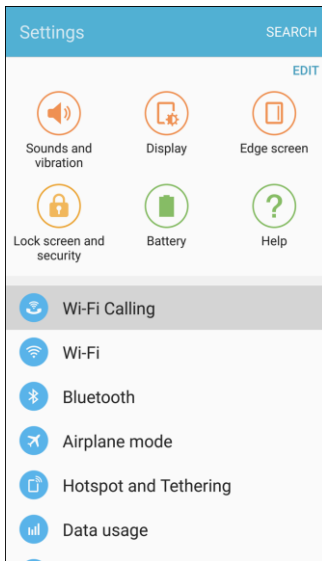 Settings SEARCH
EDIT
Sounds and vibration
Display
Edge screen
Lock screen and security
Battery
Help
Wi-Fi Calling
Wi-Fi
Bluetooth
Airplane mode
Hotspot and Tethering
Data usage